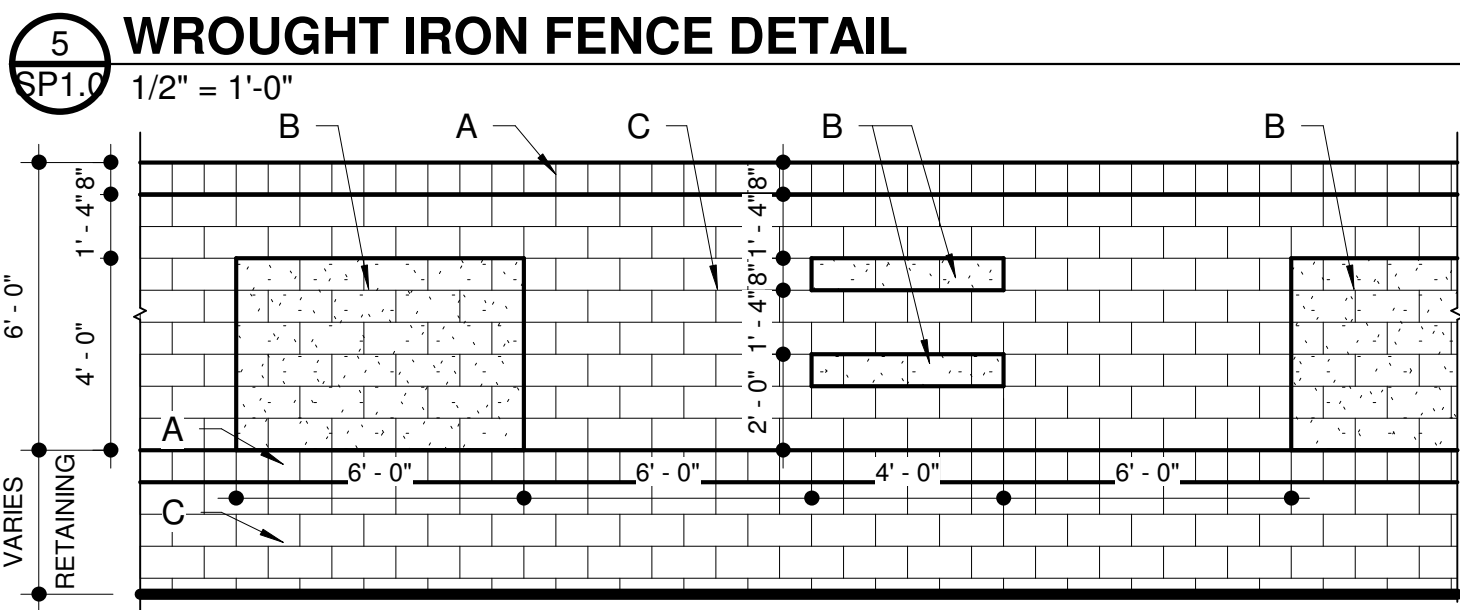 5
SP1.0
WROUGHT IRON FENCE DETAIL
1/2" = 1'-0"
B
A
C
B
B
8"
1' - 4"
4' - 0"
6' - 0"
8"
1' - 4"
8"
1' - 4"
2' - 0"
A
6' - 0"
6' - 0"
4' - 0"
6' - 0"
C
VARIES
RETAINING